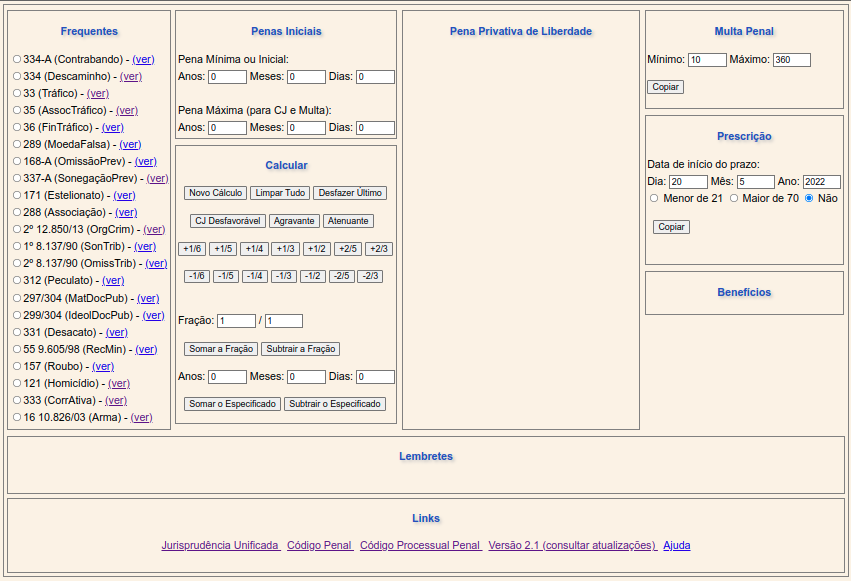 Frequentes
334-A (Contrabando) - (ver)
334 (Descaminho) - (ver)
33 (Tráfico) - (ver)
35 (AssocTráfico) - (ver)
36 (FinTráfico) - (ver)
289 (MoedaFalsa) - (ver)
168-A (OmissãoPrev) - (ver)
337-A (SonegaçãoPrev) - (ver)
171 (Estelionato) - (ver)
288 (Associação) - (ver)
2º 12.850/13 (OrgCrim) - (ver)
1º 8.137/90 (SonTrib) - (ver)
2º 8.137/90 (OmissTrib) - (ver)
312 (Peculato) - (ver)
297/304 (MatDocPub) - (ver)
299/304 (IdeolDocPub) - (ver)
331 (Desacato) - (ver)
55 9.605/98 (RecMin) - (ver)
157 (Roubo) - (ver)
121 (Homicídio) - (ver)
333 (CorrAtiva) - (ver)
16 10.826/03 (Arma) - (ver)
Penas Iniciais
Pena Mínima ou Inicial:
Anos: 0 Meses: 0 Dias: 0
Pena Máxima (para CJ e Multa):
Anos: 0 Meses: 0 Dias: 0
Calcular
Novo Cálculo Limpar Tudo Desfazer Último
CJ Desfavorável Agravante Atenuante
+1/6 +1/5 +1/4 +1/3 +1/2 +2/5 +2/3
-1/6 -1/5 -1/4 -1/3 -1/2 -2/5 -2/3
Fração: 1 / 1
Somar a Fração Subtrair a Fração
Anos: 0 Meses: 0 Dias: 0
Somar o Especificado Subtrair o Especificado
Pena Privativa de Liberdade
Multa Penal
Mínimo: 10 Máximo: 360
Copiar
Prescrição
Data de início do prazo:
Dia: 20 Mês: 5 Ano: 2022
Menor de 21 Maior de 70 Não
Copiar
Benefícios
Lembretes
Links
Jurisprudência Unificada Código Penal Código Processual Penal Versão 2.1 (consultar atualizações) Ajuda